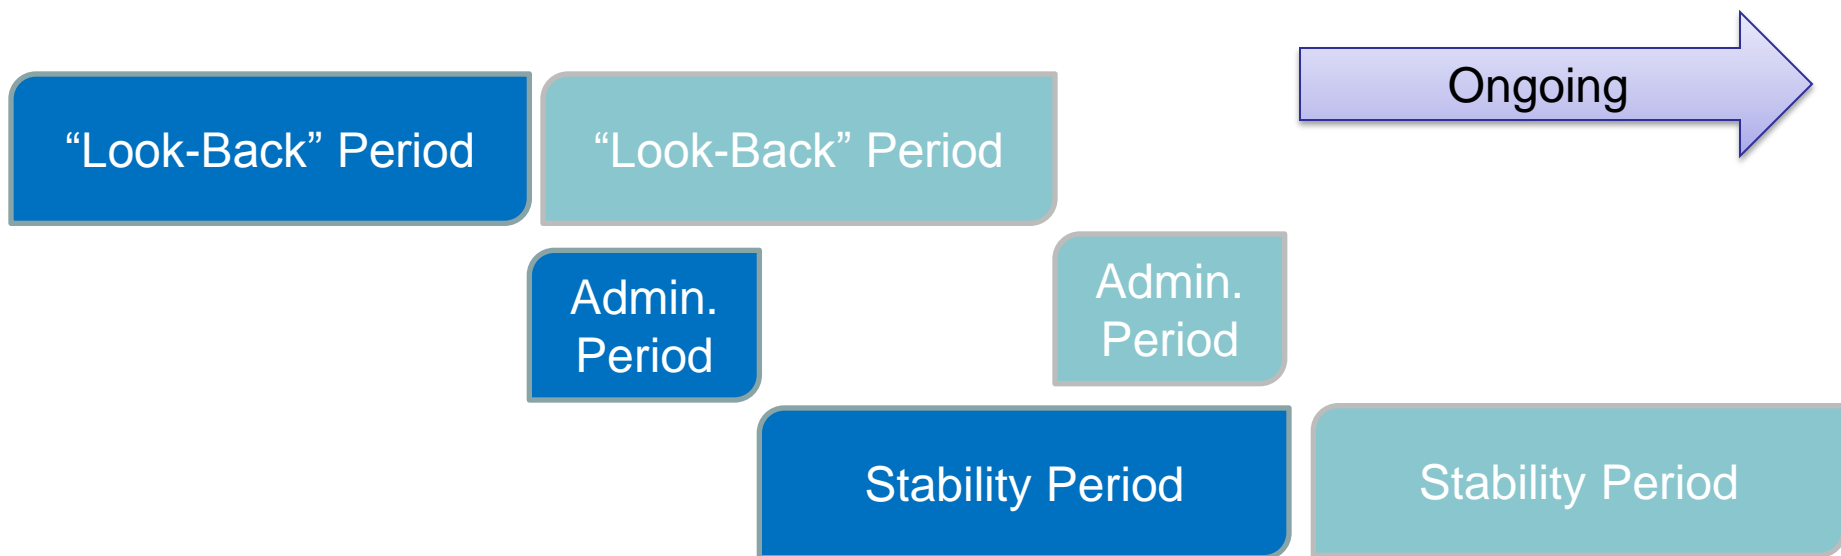 Ongoing
“Look-Back” Period
“Look-Back” Period
Admin.
Period
Admin.
Period
Stability Period
Stability Period